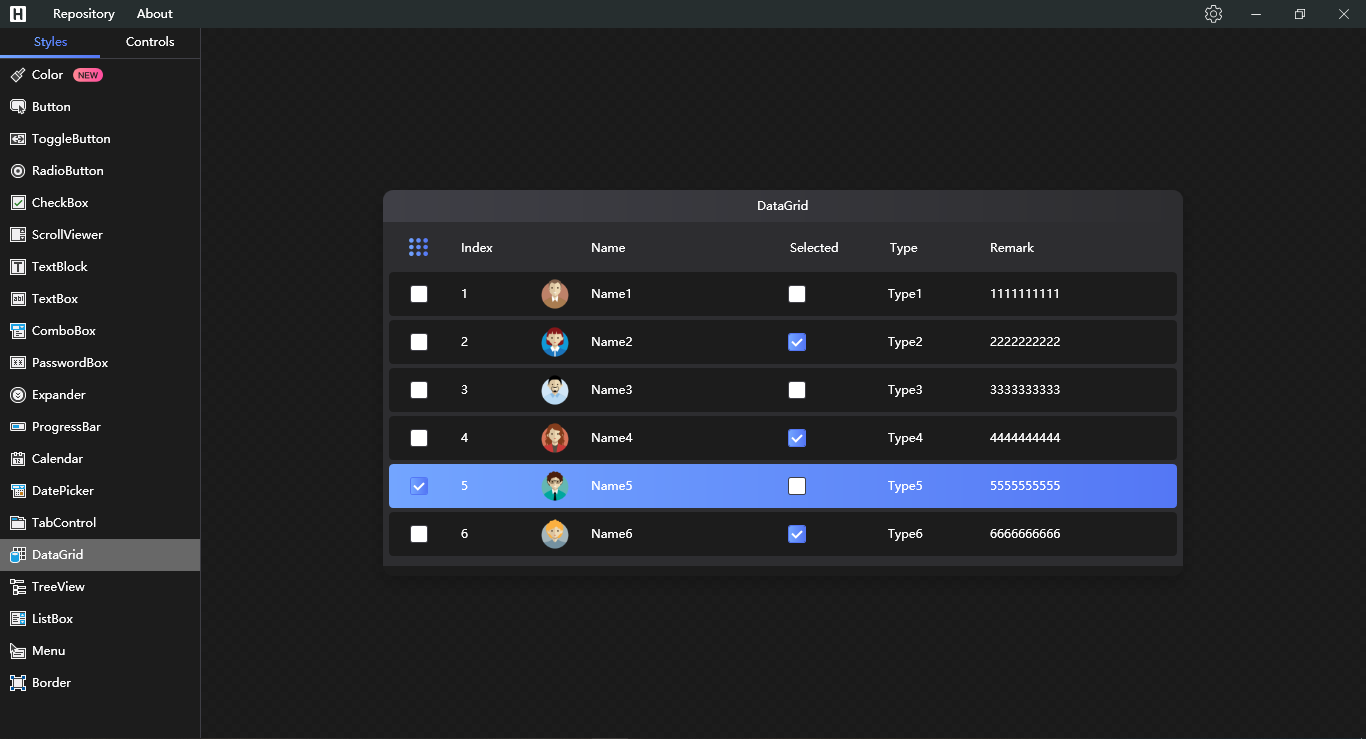 H Repository About
Styles Controls
Color NEW
Button
ToggleButton
RadioButton
CheckBox
ScrollViewer
TextBlock
TextBox
ComboBox
PasswordBox
Expander
ProgressBar
Calendar
DatePicker
TabControl
DataGrid
TreeView
ListBox
Menu
Border
DataGrid
Index Name Selected Type Remark
1 Name1 Type1 1111111111
2 Name2 Type2 2222222222
3 Name3 Type3 3333333333
4 Name4 Type4 4444444444
5 Name5 Type5 5555555555
6 Name6 Type6 6666666666